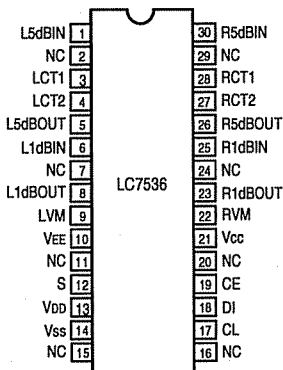 L5dBIN 1 30 R5dBIN
NC 2 29 NC
LCT1 3 28 RCT1
LCT2 4 27 RCT2
L5dBOUT 5 26 R5dBOUT
L1dBIN 6 25 R1dBIN
NC 7 24 NC
LC7536
L1dBOUT 8 23 R1dBOUT
LVM 9 22 RVM
VEE 10 21 Vcc
NC 11 20 NC
S 12 19 CE
VDD 13 18 DI
Vss 14 17 CL
NC 15 16 NC